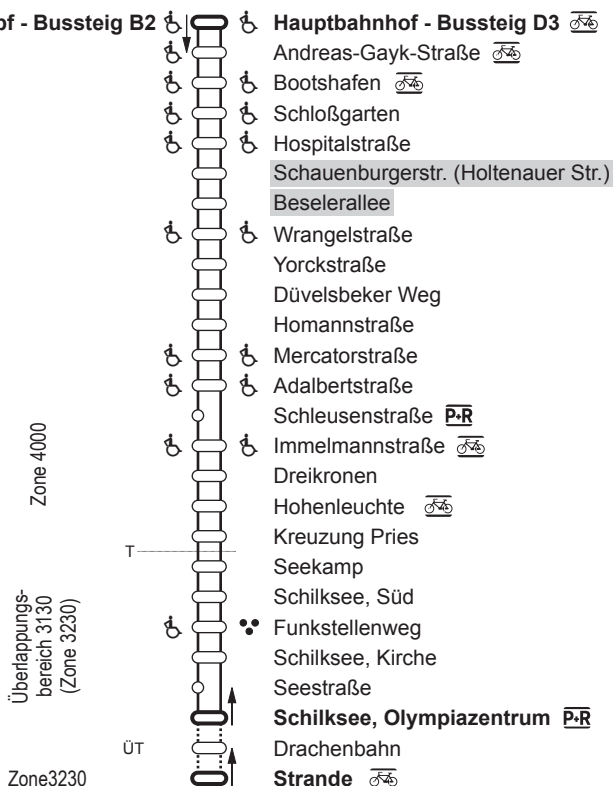 of - Bussteig B2 Hauptbahnhof - Bussteig D3
Andreas-Gayk-Straße
Bootshafen
Schloßgarten
Hospitalstraße
Schauenburgerstr. (Holtenauer Str.)
Beselerallee
Wrangelstraße
Yorckstraße
Düvelsbeker Weg
Homannstraße
Mercatorstraße
Adalbertstraße
Schleusenstraße P+R
Immelmannstraße
Dreikronen
Hohenleuchte
Kreuzung Pries
Zone 4000
T
Seekamp
Schilksee, Süd
Funkstellenweg
Schilksee, Kirche
Seestraße
Überlappungs-
bereich 3130
(Zone 3230)
Schilksee, Olympiazentrum P+R
ÜT Drachenbahn
Zone3230 Strande